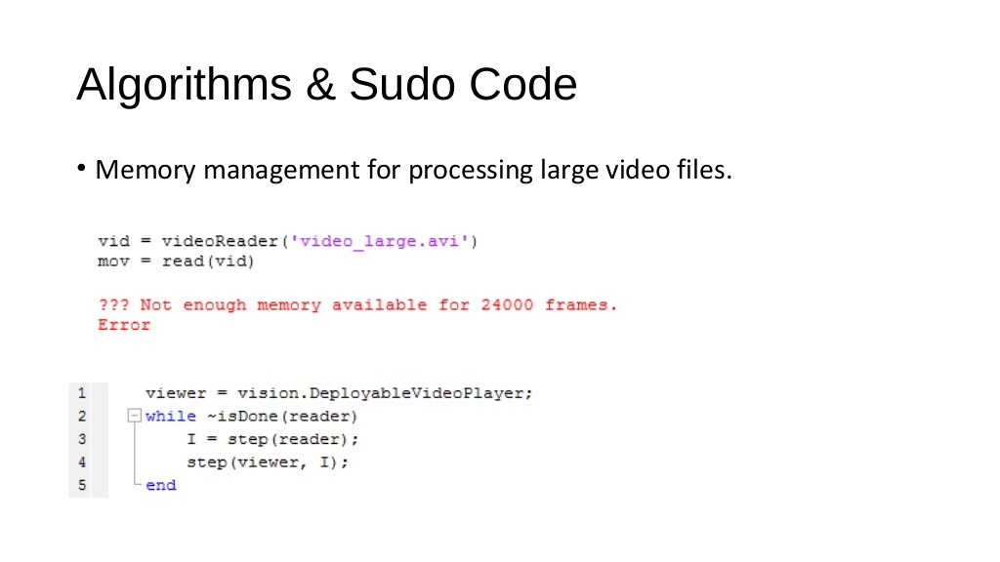 Algorithms & Sudo Code
• Memory management for processing large video files.
vid = videoReader('video_large.avi')
mov = read(vid)
??? Not enough memory available for 24000 frames.
Error
1 viewer = vision.DeployableVideoPlayer;
2 while ~isDone(reader)
3 I = step(reader);
4 step(viewer, I);
5 end